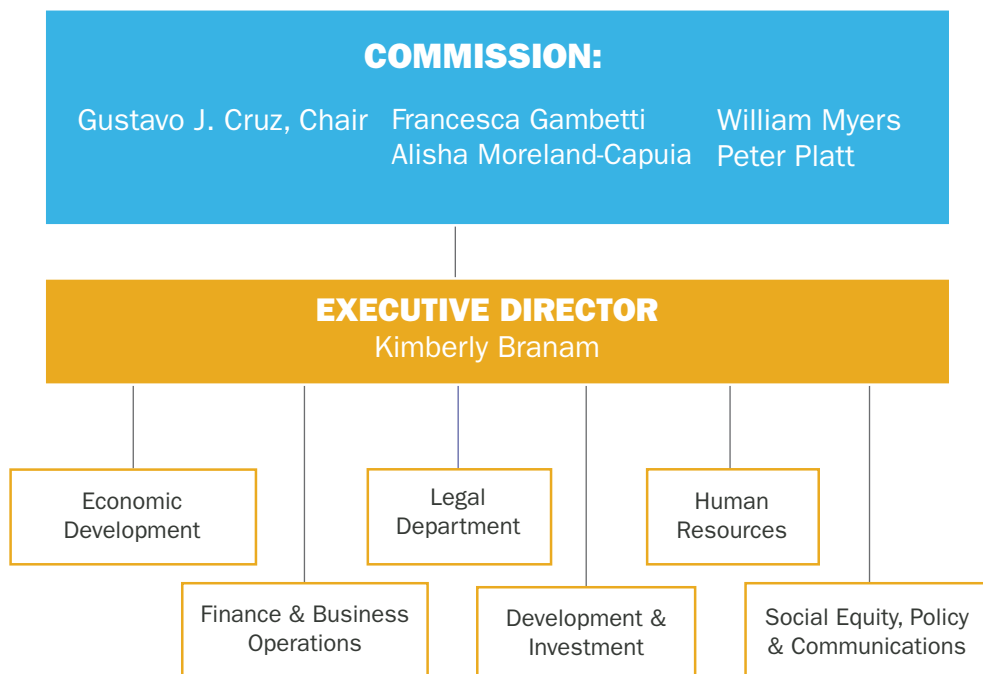 COMMISSION:
Gustavo J. Cruz, Chair
Francesca Gambetti
Alisha Moreland-Capuia
William Myers
Peter Platt
EXECUTIVE DIRECTOR
Kimberly Branam
Economic
Development
Legal
Department
Human
Resources
Finance & Business
Operations
Development &
Investment
Social Equity, Policy
& Communications